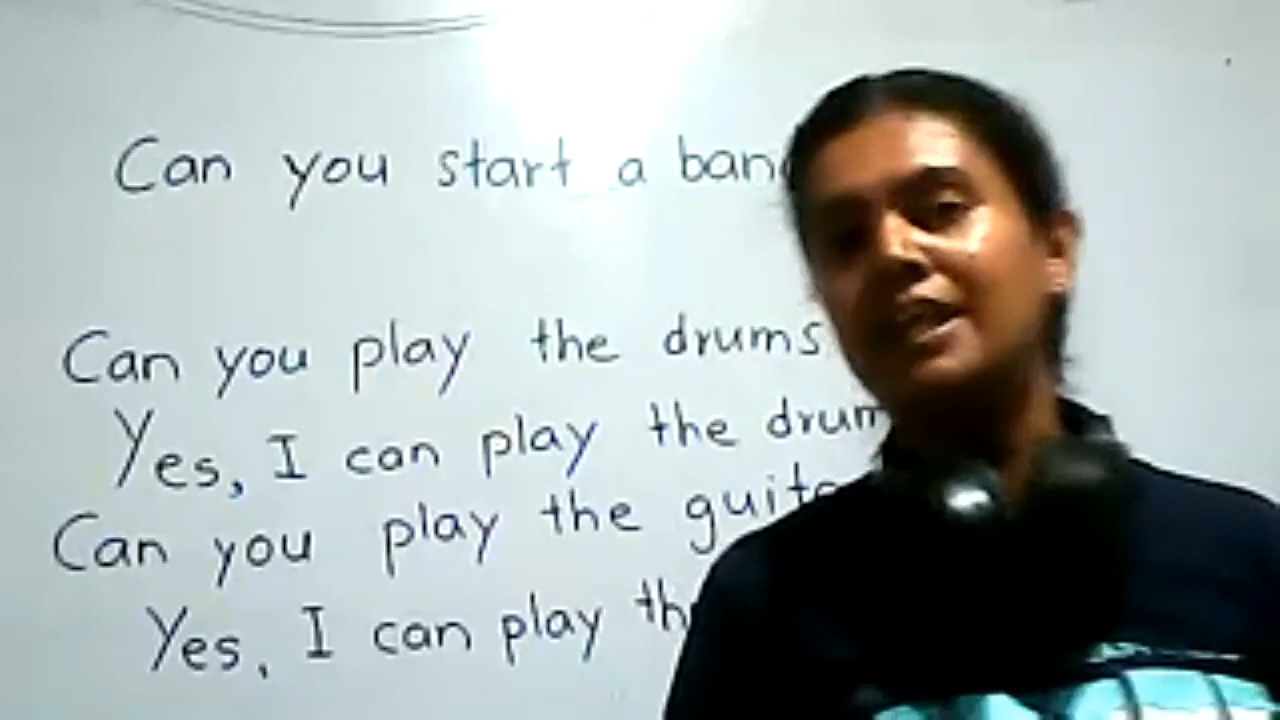 Can you start a
Can you play the drums
Yes, I can play the
Can you play the
Yes, I can play